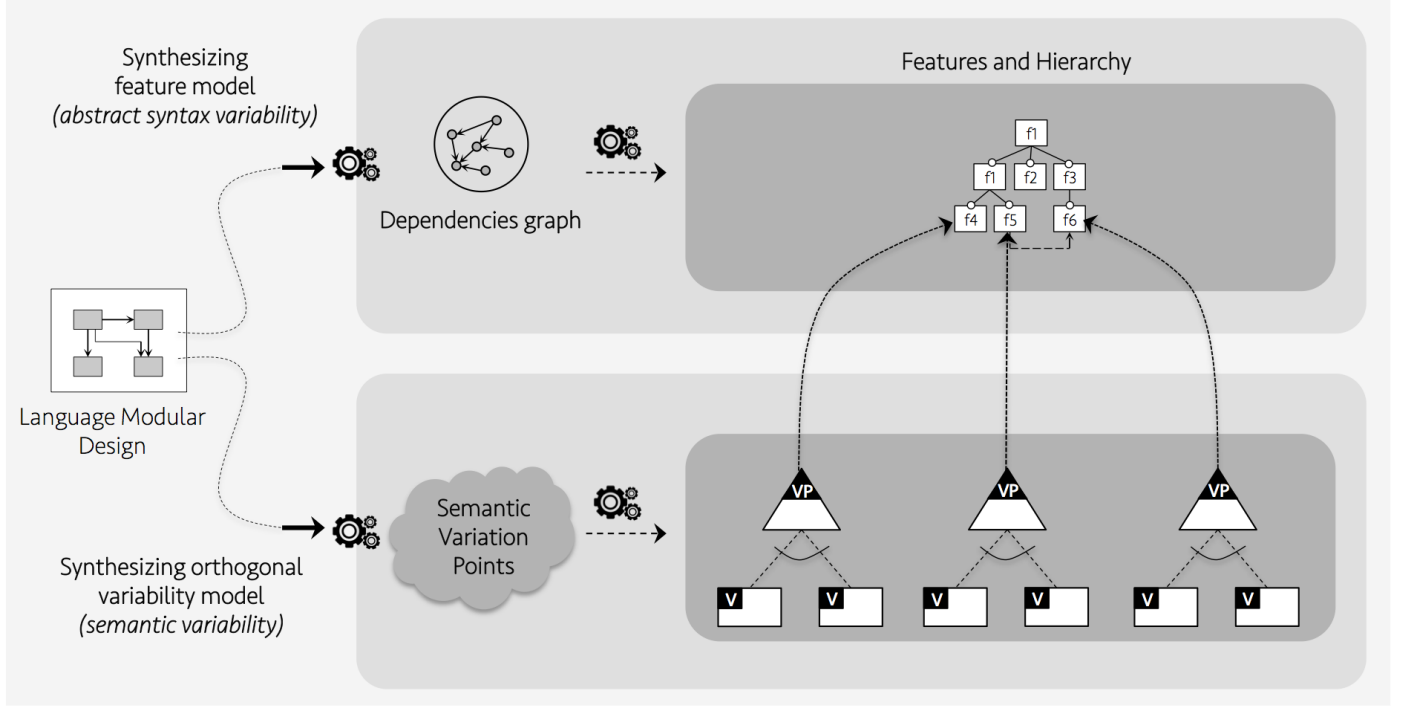 Synthesizing
feature model
(abstract syntax variability)
Features and Hierarchy
f1
f1 f2 f3
f4 f5 f6
Dependencies graph
Language Modular
Design
Semantic
Variation
Points
VP VP VP
V V V V V V
Synthesizing orthogonal
variability model
(semantic variability)